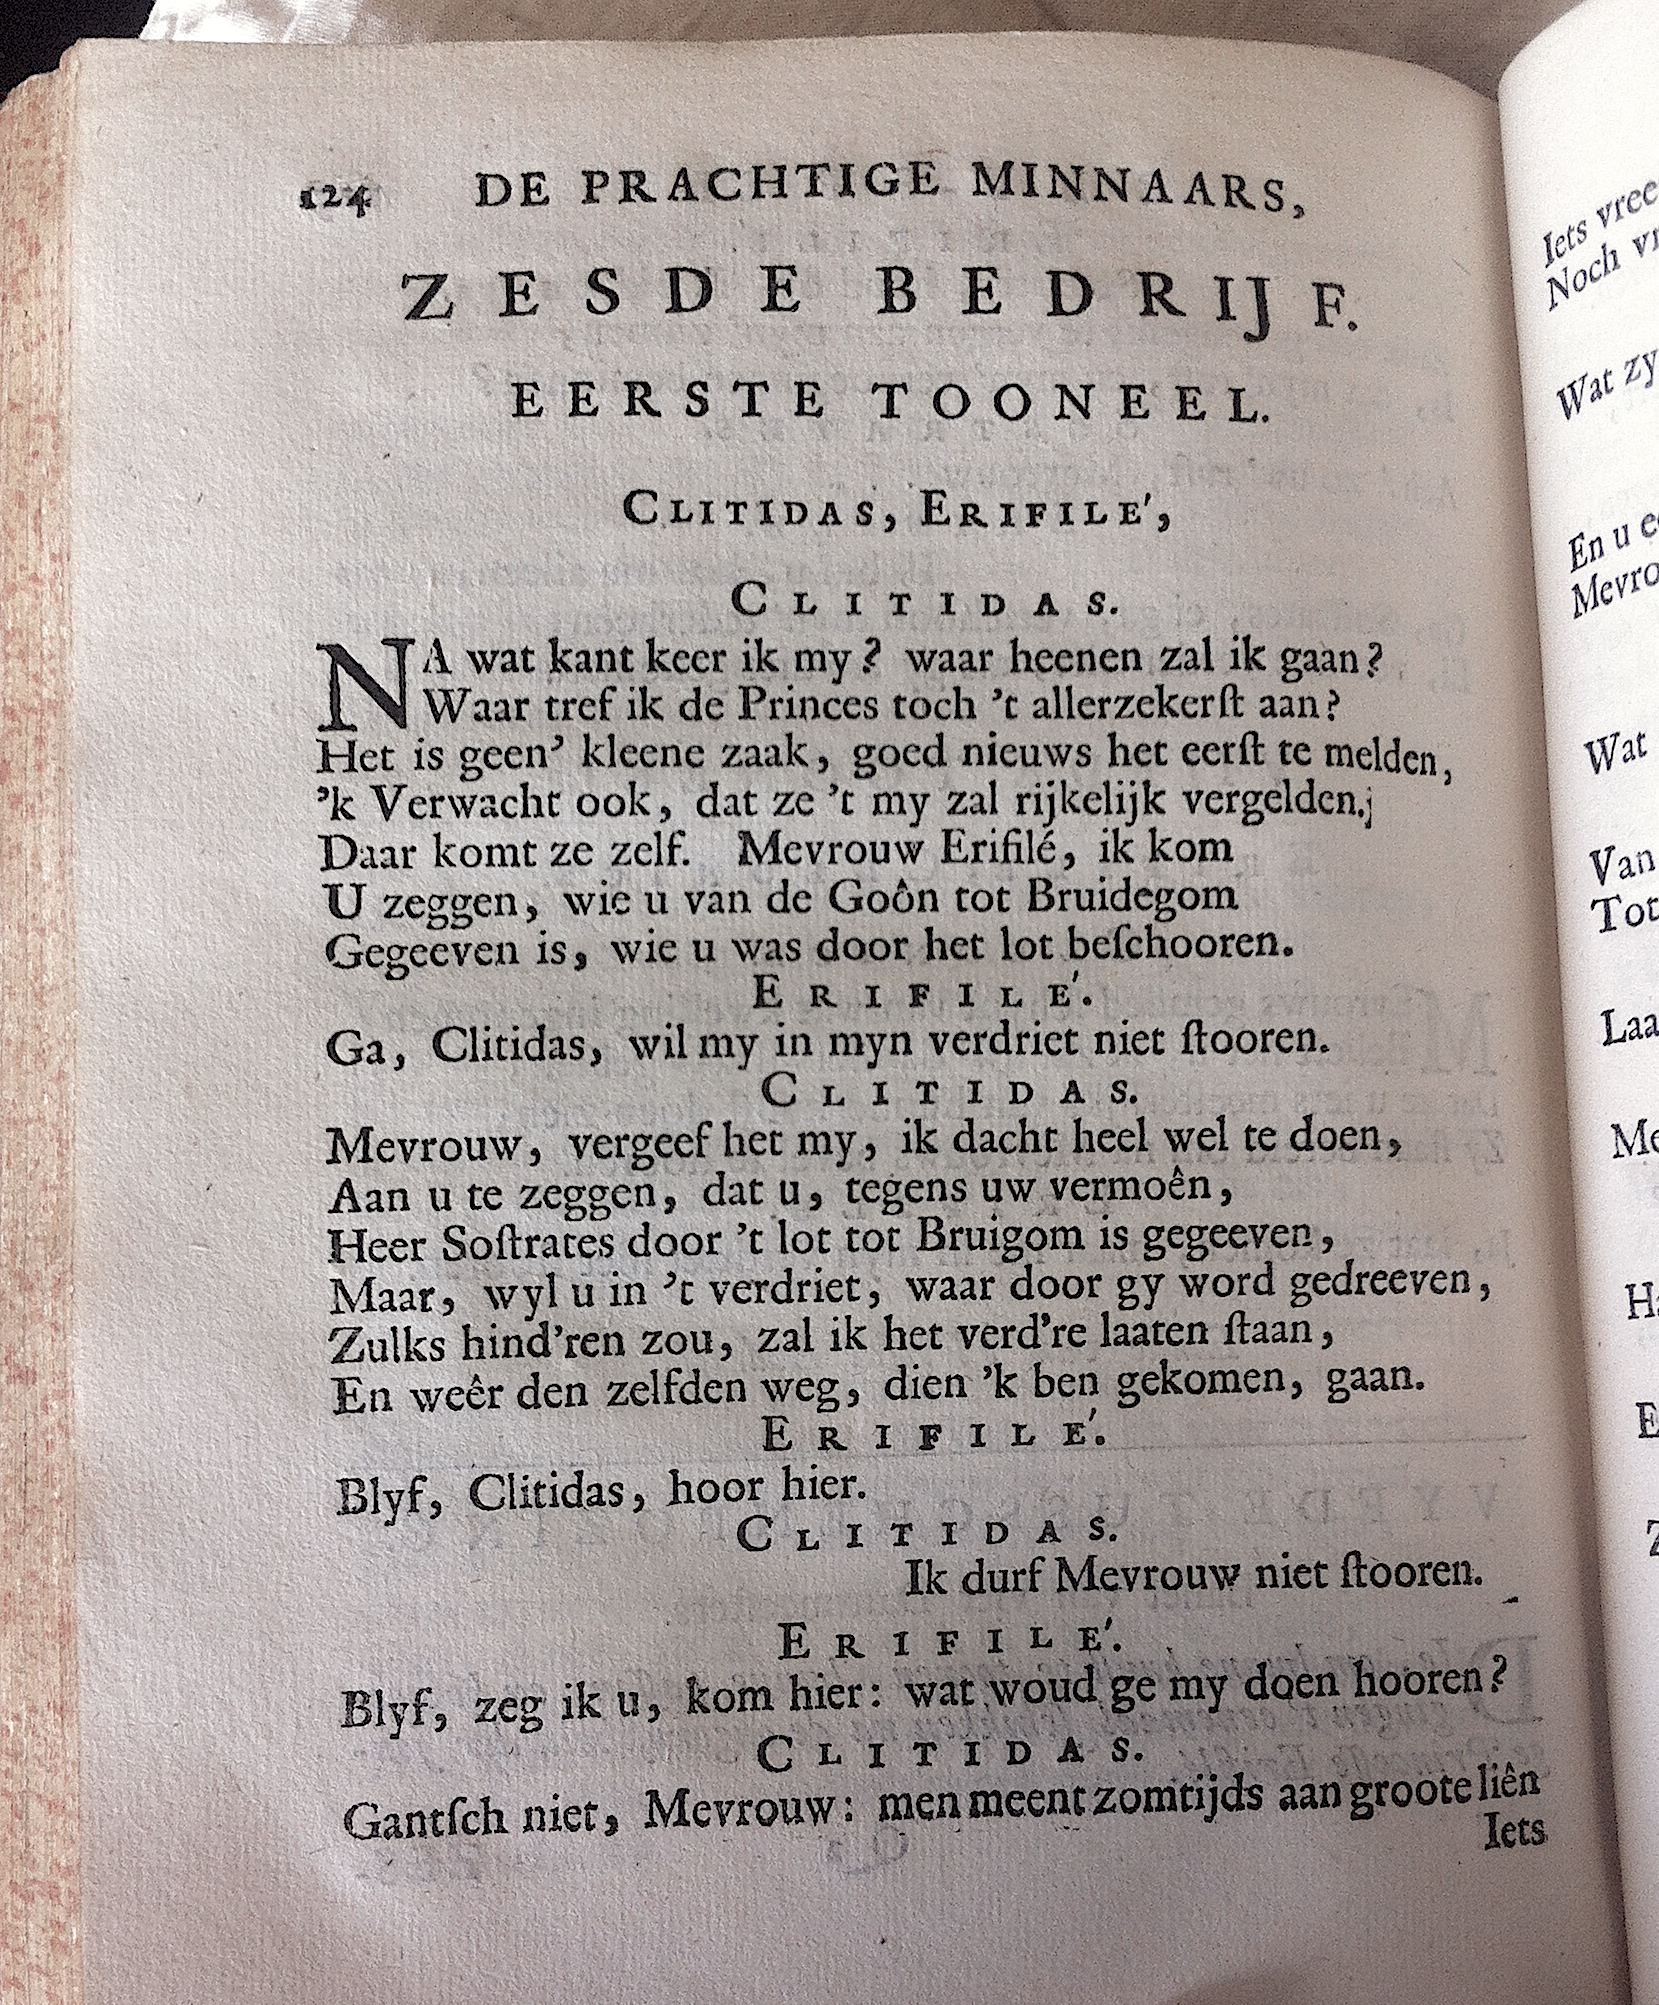 124 DE PRACHTIGE MINNAARS,
ZESDE BEDRIJF.
EERSTE TOONEEL.
CLITIDAS, ERIFILE',
CLITIDAS.
NA wat kant keer ik my? waar heenen zal ik gaan?
Waar tref ik de Princes toch 't allerzekerſt aan?
Het is geen' kleene zaak, goed nieuws het eerſt te melden,
'k Verwacht ook, dat ze 't my zal rijkelijk vergelden.
Daar komt ze zelf. Mevrouw Erifilé, ik kom
U zeggen, wie u van de Goôn tot Bruidegom
Gegeeven is, wie u was door het lot beſchooren.
ERIFILE'.
Ga, Clitidas, wil my in myn verdriet niet ſtooren.
CLITIDAS.
Mevrouw, vergeef het my, ik dacht heel wel te doen,
Aan u te zeggen, dat u, tegens uw vermoên,
Heer Soſtrates door 't lot tot Bruigom is gegeeven,
Maar, wyl u in 't verdriet, waar door gy word gedreeven,
Zulks hind'ren zou, zal ik het verd're laaten ſtaan,
En weêr den zelfden weg, dien 'k ben gekomen, gaan.
ERIFILE'.
Blyf, Clitidas, hoor hier.
CLITIDAS.
Ik durf Mevrouw niet ſtooren.
ERIFILE'.
Blyf, zeg ik u, kom hier: wat woud ge my doen hooren?
CLITIDAS.
Gantſch niet, Mevrouw: men meent zomtijds aan groote liên
Iets
Iets
Noch
Wat zy
En u
Wat
Van